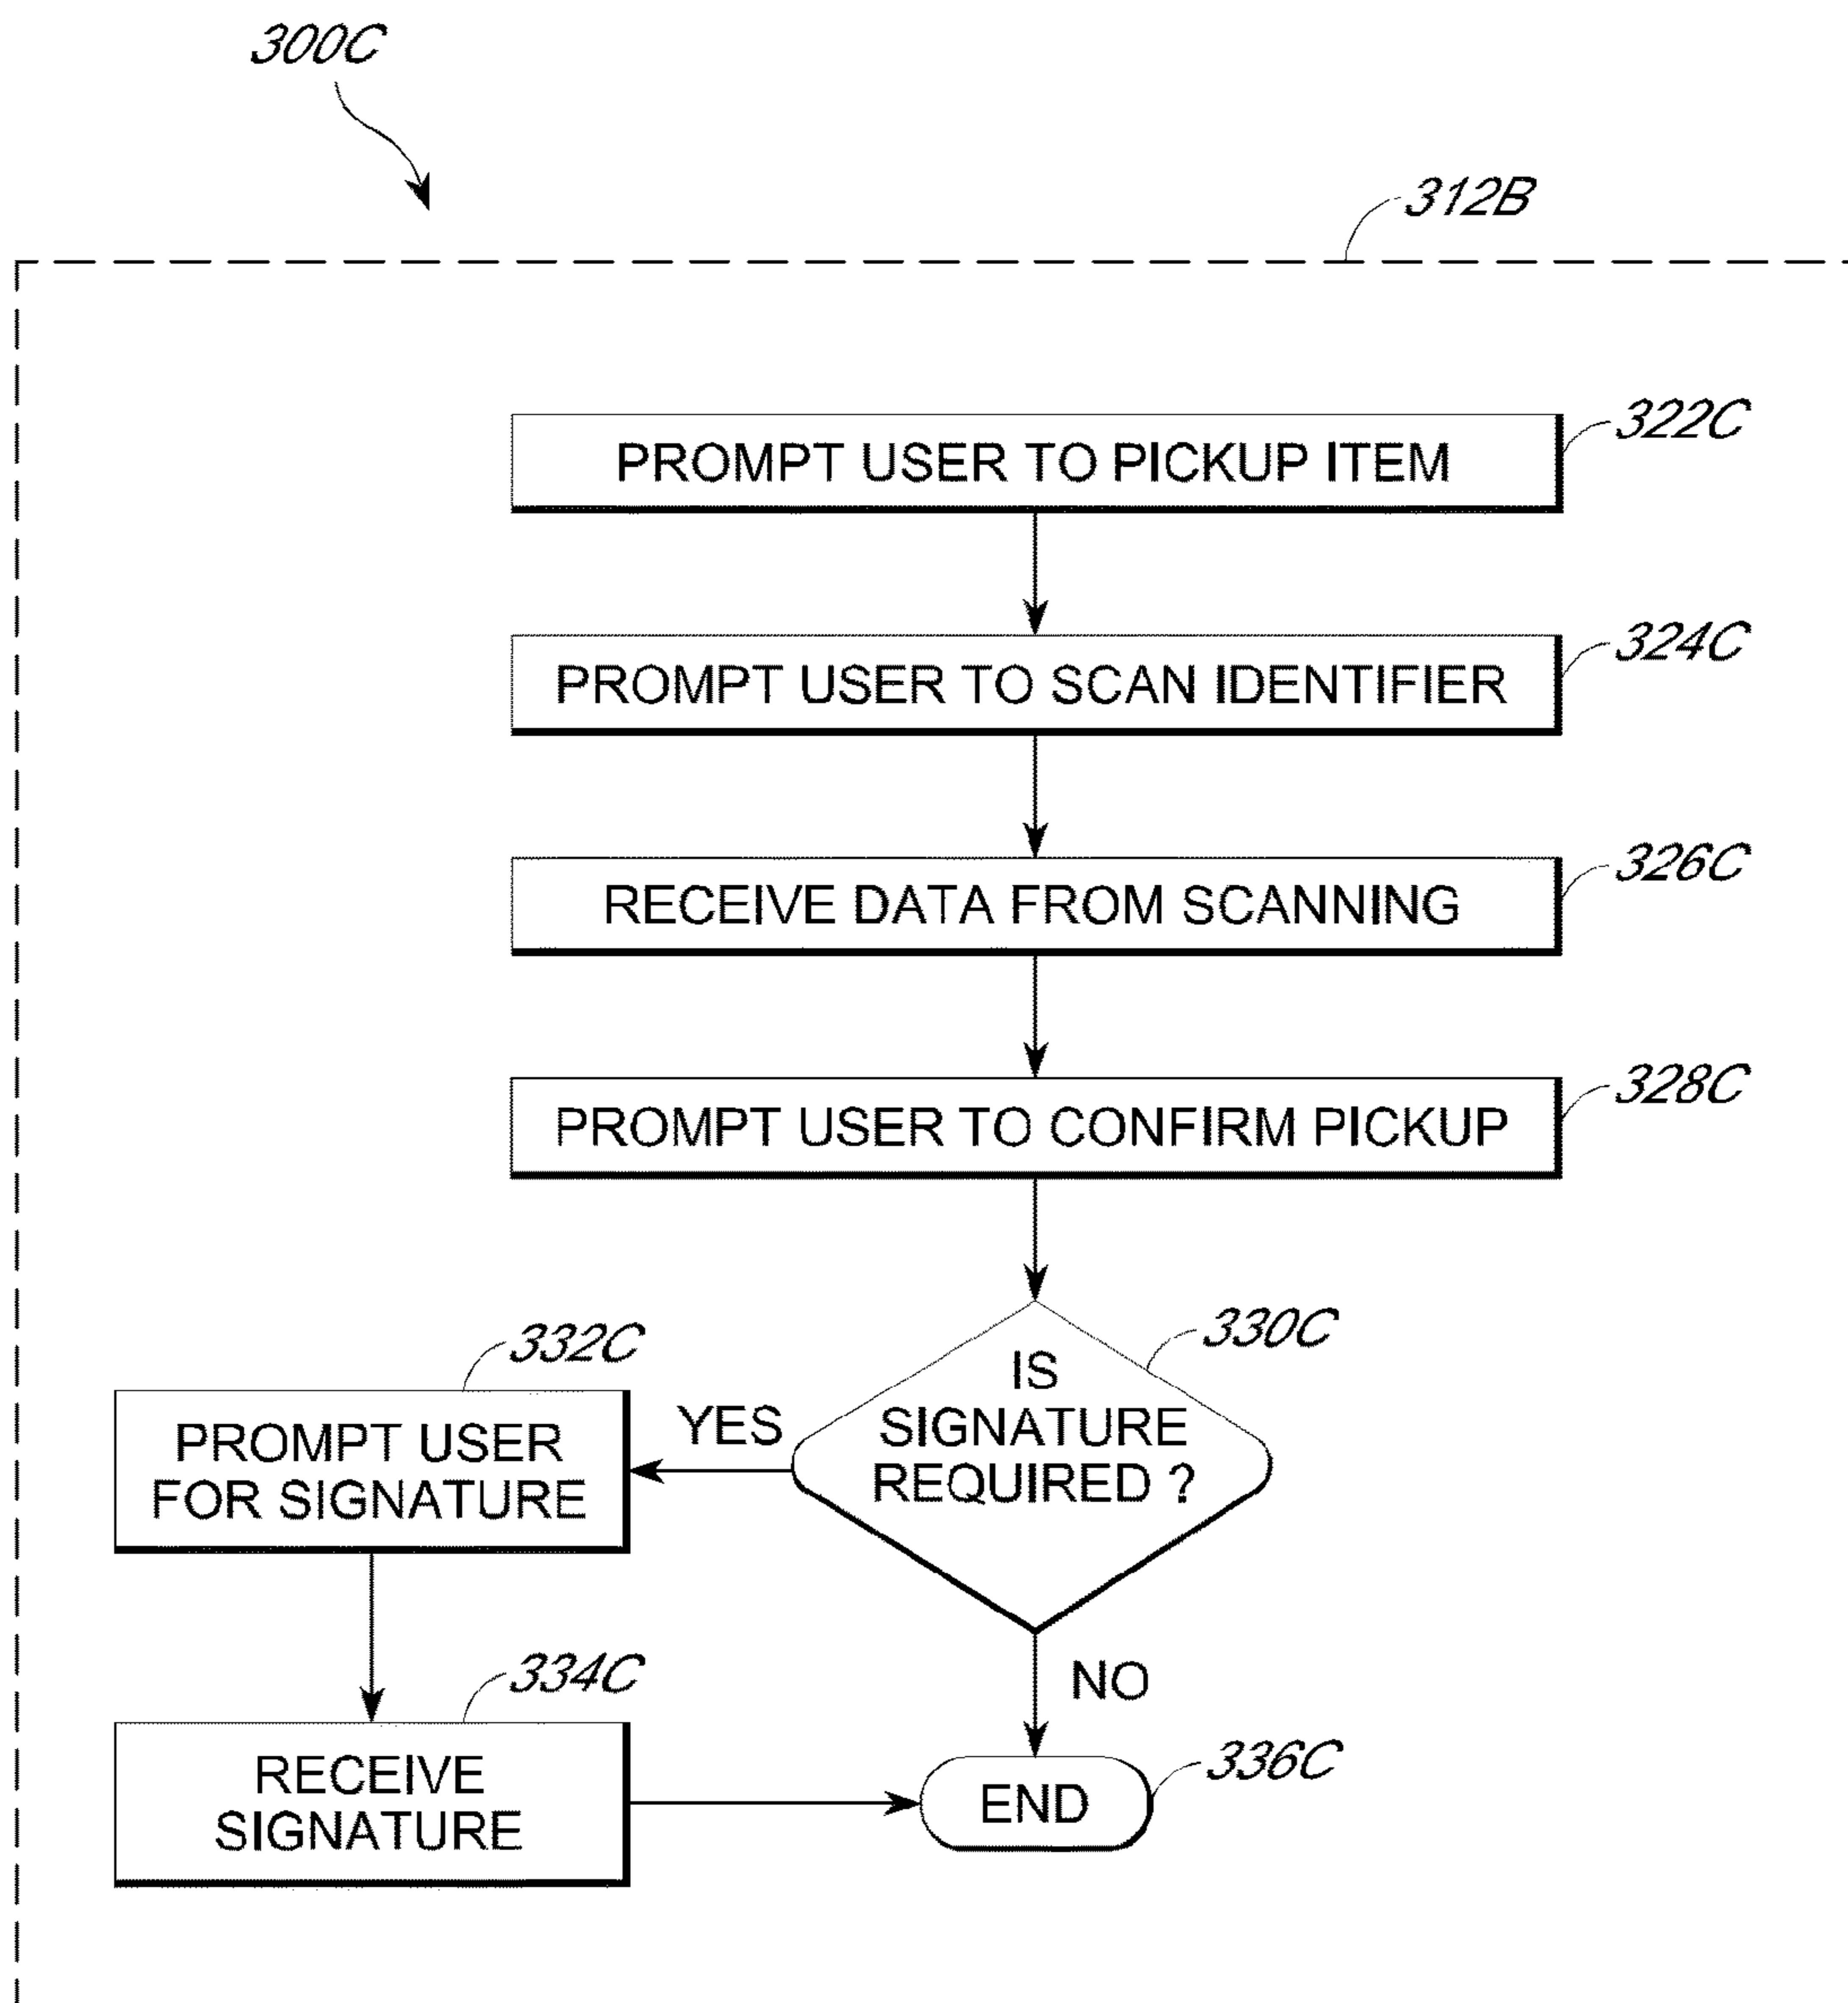 300C
312B
PROMPT USER TO PICKUP ITEM
322C
PROMPT USER TO SCAN IDENTIFIER
324C
RECEIVE DATA FROM SCANNING
326C
PROMPT USER TO CONFIRM PICKUP
328C
330C
IS
SIGNATURE
REQUIRED ?
YES
332C
PROMPT USER
FOR SIGNATURE
NO
334C
RECEIVE
SIGNATURE
END
336C